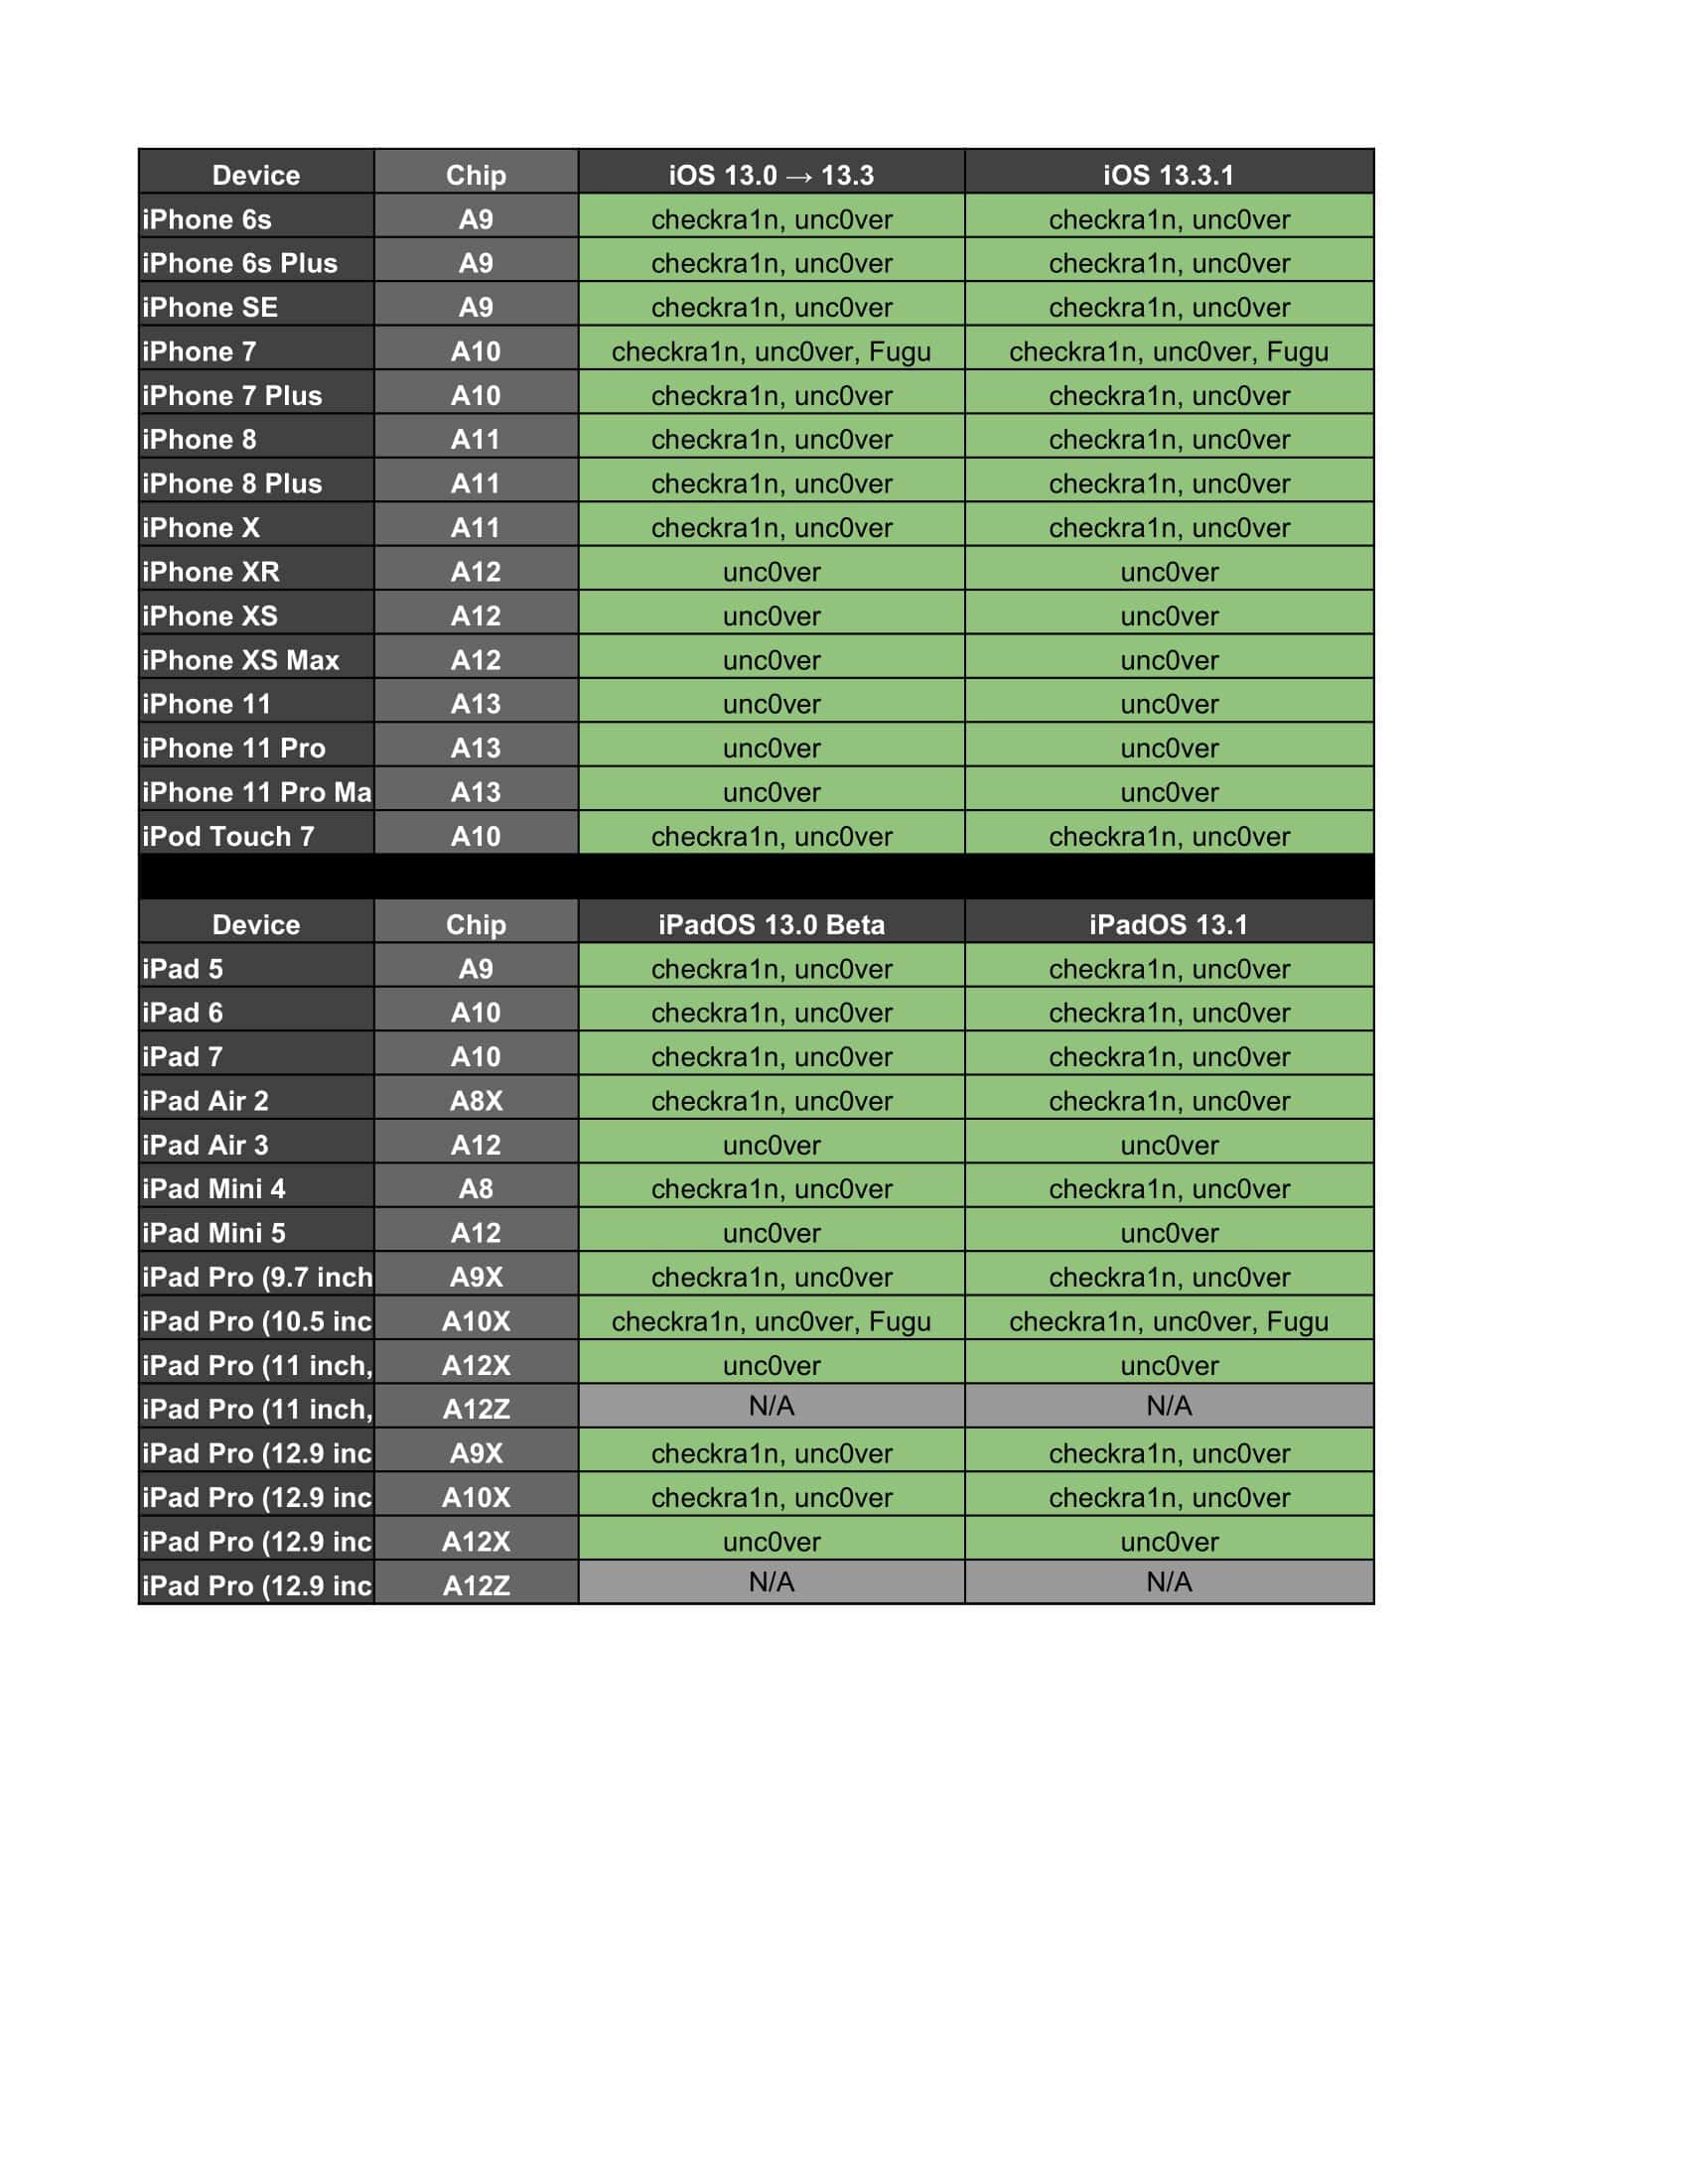 Device Chip iOS 13.0 → 13.3 iOS 13.3.1
iPhone 6s A9 checkra1n, unc0ver checkra1n, unc0ver
iPhone 6s Plus A9 checkra1n, unc0ver checkra1n, unc0ver
iPhone SE A9 checkra1n, unc0ver checkra1n, unc0ver
iPhone 7 A10 checkra1n, unc0ver, Fugu checkra1n, unc0ver, Fugu
iPhone 7 Plus A10 checkra1n, unc0ver checkra1n, unc0ver
iPhone 8 A11 checkra1n, unc0ver checkra1n, unc0ver
iPhone 8 Plus A11 checkra1n, unc0ver checkra1n, unc0ver
iPhone X A11 checkra1n, unc0ver checkra1n, unc0ver
iPhone XR A12 unc0ver unc0ver
iPhone XS A12 unc0ver unc0ver
iPhone XS Max A12 unc0ver unc0ver
iPhone 11 A13 unc0ver unc0ver
iPhone 11 Pro A13 unc0ver unc0ver
iPhone 11 Pro Ma A13 unc0ver unc0ver
iPod Touch 7 A10 checkra1n, unc0ver checkra1n, unc0ver
Device Chip iPadOS 13.0 Beta iPadOS 13.1
iPad 5 A9 checkra1n, unc0ver checkra1n, unc0ver
iPad 6 A10 checkra1n, unc0ver checkra1n, unc0ver
iPad 7 A10 checkra1n, unc0ver checkra1n, unc0ver
iPad Air 2 A8X checkra1n, unc0ver checkra1n, unc0ver
iPad Air 3 A12 unc0ver unc0ver
iPad Mini 4 A8 checkra1n, unc0ver checkra1n, unc0ver
iPad Mini 5 A12 unc0ver unc0ver
iPad Pro (9.7 inch A9X checkra1n, unc0ver checkra1n, unc0ver
iPad Pro (10.5 inc A10X checkra1n, unc0ver, Fugu checkra1n, unc0ver, Fugu
iPad Pro (11 inch, A12X unc0ver unc0ver
iPad Pro (11 inch, A12Z N/A N/A
iPad Pro (12.9 inc A9X checkra1n, unc0ver checkra1n, unc0ver
iPad Pro (12.9 inc A10X checkra1n, unc0ver checkra1n, unc0ver
iPad Pro (12.9 inc A12X unc0ver unc0ver
iPad Pro (12.9 inc A12Z N/A N/A